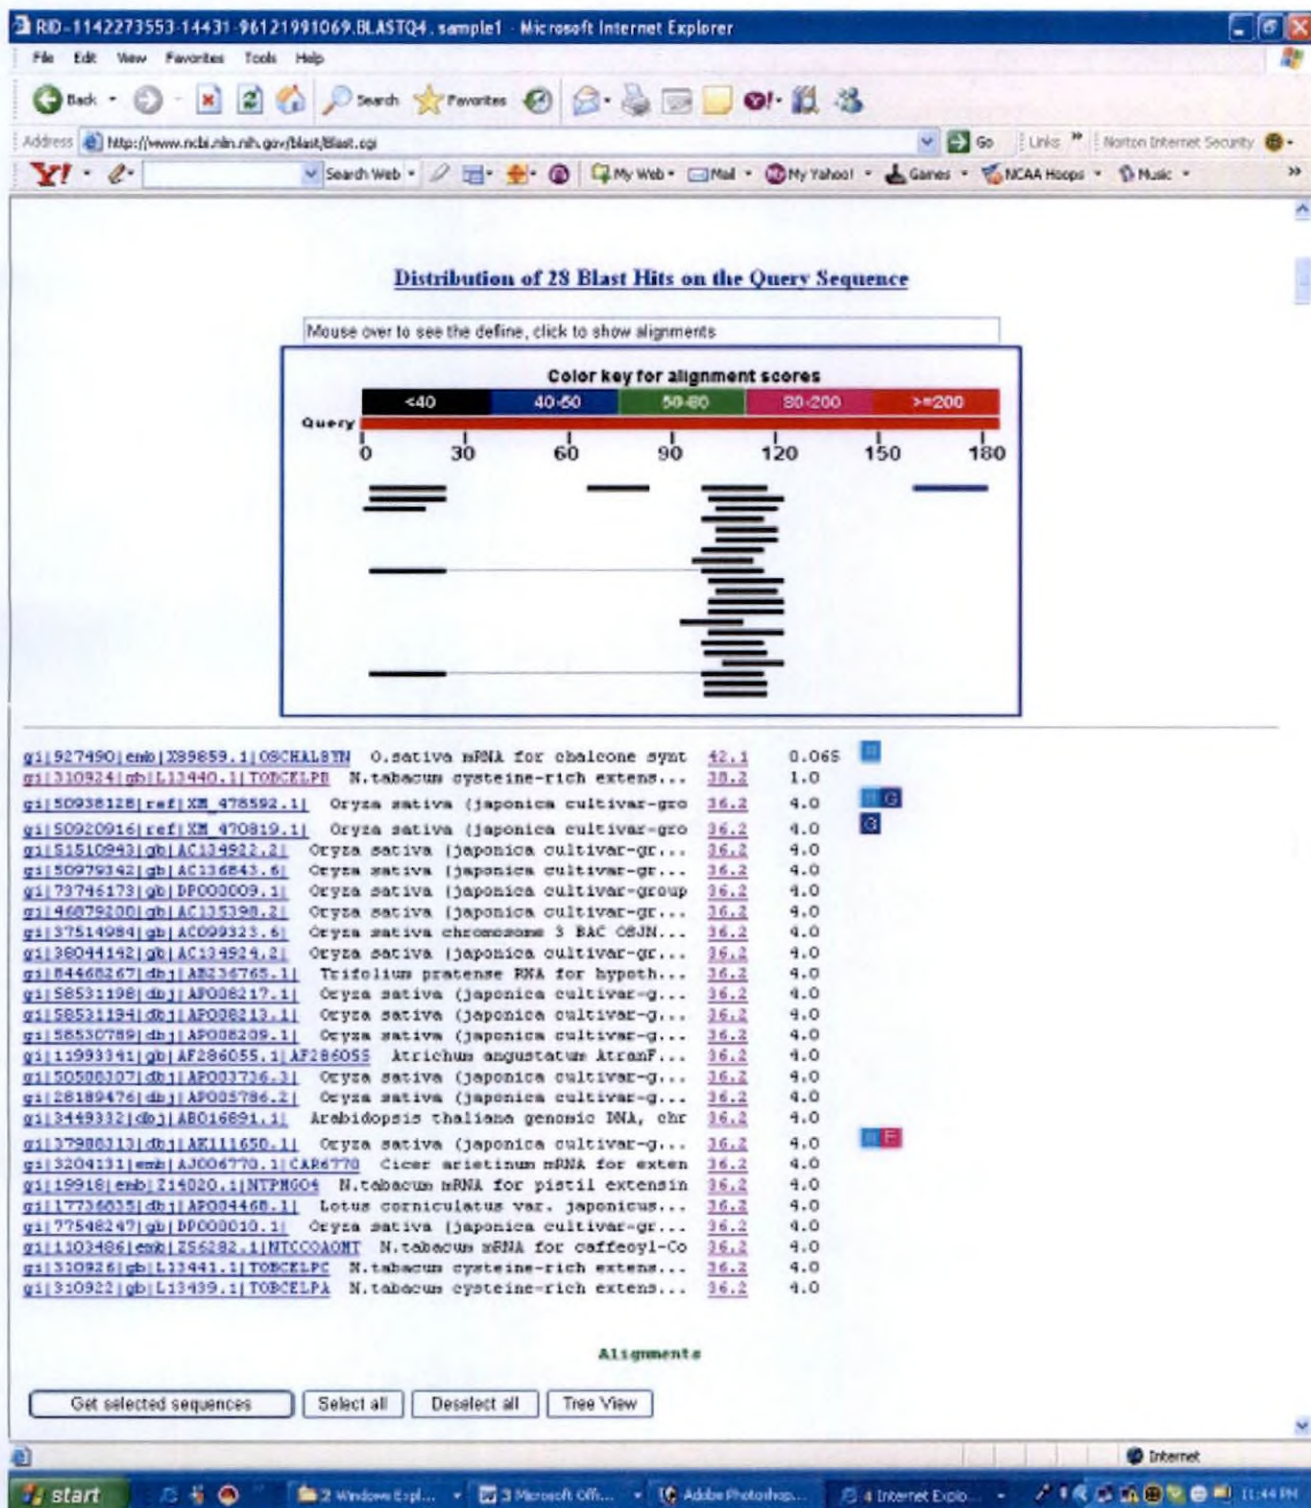 RID-1142273553-14431-96121991069.BLASTQ4. sample1 - Microsoft Internet Explorer
File Edit View Favorites Tools Help
Back Search Favorites
Address http://www.ncbi.nlm.nih.gov/blast/Blast.cgi Go Links » Norton Internet Security
Y! Search Web My Web Mail My Yahoo! Games NCAA Hoops Music »
Distribution of 28 Blast Hits on the Query Sequence
Mouse over to see the define, click to show alignments
Color key for alignment scores
<40 40-50 50-80 80-200 >=200
Query
0 30 60 90 120 150 180
gi|927490|emb|X89859.1|OSCHALSYN O.sativa mRNA for chalcone synt 42.1 0.065
gi|310924|gb|L13440.1|TOBCELPB N.tabacum cysteine-rich extens... 38.2 1.0
gi|50938128|ref|XM_478592.1| Oryza sativa (japonica cultivar-gro 36.2 4.0 G
gi|50920916|ref|XM_470819.1| Oryza sativa (japonica cultivar-gro 36.2 4.0 G
gi|51510943|gb|AC134922.2| Oryza sativa (japonica cultivar-gr... 36.2 4.0
gi|50979342|gb|AC136843.6| Oryza sativa (japonica cultivar-gr... 36.2 4.0
gi|73746173|gb|DP000009.1| Oryza sativa (japonica cultivar-group 36.2 4.0
gi|46879200|gb|AC135398.2| Oryza sativa (japonica cultivar-gr... 36.2 4.0
gi|37514984|gb|AC099323.6| Oryza sativa chromosome 3 BAC OSJN... 36.2 4.0
gi|38044142|gb|AC134924.2| Oryza sativa (japonica cultivar-gr... 36.2 4.0
gi|84468267|dbj|AB236765.1| Trifolium pratense RNA for hypoth... 36.2 4.0
gi|58531198|dbj|AP008217.1| Oryza sativa (japonica cultivar-g... 36.2 4.0
gi|58531194|dbj|AP008213.1| Oryza sativa (japonica cultivar-g... 36.2 4.0
gi|58530789|dbj|AP008209.1| Oryza sativa (japonica cultivar-g... 36.2 4.0
gi|11993341|gb|AF286055.1|AF286055 Atrichum angustatum AtranF... 36.2 4.0
gi|50508307|dbj|AP003736.3| Oryza sativa (japonica cultivar-g... 36.2 4.0
gi|28189476|dbj|AP005786.2| Oryza sativa (japonica cultivar-g... 36.2 4.0
gi|3449332|dbj|AB016891.1| Arabidopsis thaliana genomic DNA, chr 36.2 4.0
gi|37988313|dbj|AK111650.1| Oryza sativa (japonica cultivar-g... 36.2 4.0
gi|3204131|emb|AJ006770.1|CAR6770 Cicer arietinum mRNA for exten 36.2 4.0
gi|19918|emb|Z14020.1|NTPMGO4 N.tabacum mRNA for pistil extensin 36.2 4.0
gi|17736835|dbj|AP004468.1| Lotus corniculatus var. japonicus... 36.2 4.0
gi|77548247|gb|DP000010.1| Oryza sativa (japonica cultivar-gr... 36.2 4.0
gi|1103486|emb|Z56282.1|NTCCOAOMT N.tabacum mRNA for caffeoyl-Co 36.2 4.0
gi|310926|gb|L13441.1|TOBCELPC N.tabacum cysteine-rich extens... 36.2 4.0
gi|310922|gb|L13439.1|TOBCELPA N.tabacum cysteine-rich extens... 36.2 4.0
Alignments
Get selected sequences Select all Deselect all Tree View
Internet
start 2 Windows Expl... 3 Microsoft Offi... Adobe Photoshop... 4 Internet Explo... 11:44 PM